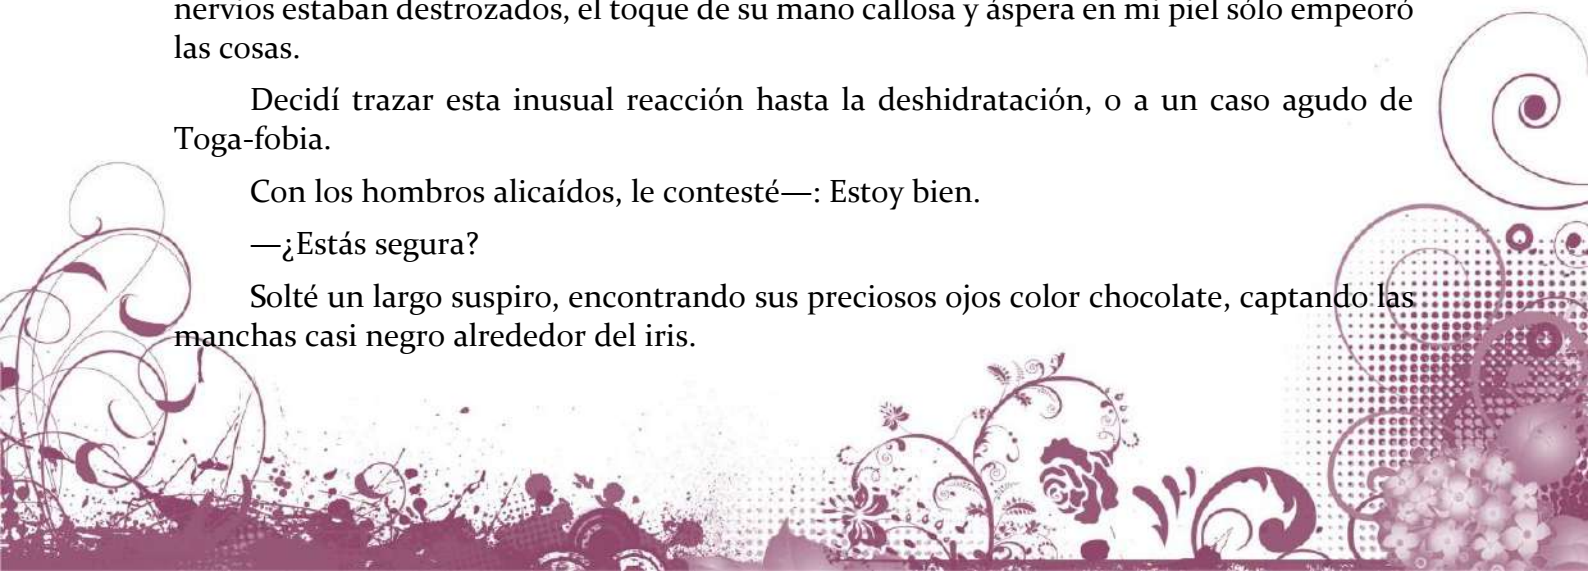 nervios estaban destrozados, el toque de su mano callosa y áspera en mi piel sólo empeoró
las cosas.
Decidí trazar esta inusual reacción hasta la deshidratación, o a un caso agudo de
Toga-fobia.
Con los hombros alicaídos, le contesté—: Estoy bien.
—¿Estás segura?
Solté un largo suspiro, encontrando sus preciosos ojos color chocolate, captando las
manchas casi negro alrededor del iris.